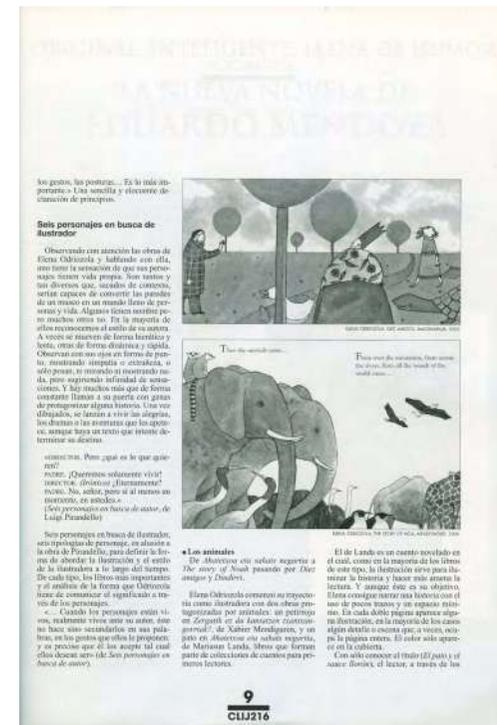 los gestos, las posturas... Es lo más im-
portante.» Una sencilla y elocuente de-
claración de principios.
Seis personajes en busca de
ilustrador
Observando con atención las obras de
Elena Odriozola y hablando con ella,
uno tiene la sensación de que sus perso-
najes tienen vida propia. Son tantos y
tan diversos que, sacados de contexto,
serían capaces de convertir las paredes
de un museo en un mundo lleno de per-
sonas y vida. Algunos tienen nombre pe-
ro muchos otros no. En la mayoría de
ellos reconocemos el estilo de su autora.
A veces se mueven de forma hierática y
lenta, otras de forma dinámica y rápida.
Observan con sus ojos en forma de pun-
to, mostrando simpatía o extrañeza, o
sólo posan, ni mirando ni mostrando na-
da, pero sugiriendo infinidad de sensa-
ciones. Y hay muchos más que de forma
constante llaman a su puerta con ganas
de protagonizar alguna historia. Una vez
dibujados, se lanzan a vivir las alegrías,
los dramas o las aventuras que les apete-
ce, aunque haya un texto que intente de-
terminar su destino.
«DIRECTOR. Pero ¿qué es lo que quie-
ren?
PADRE. ¡Queremos solamente vivir!
DIRECTOR. (Irónico) ¿Eternamente?
PADRE. No, señor, pero sí al menos un
momento, en ustedes.»
(Seis personajes en busca de autor, de
Luigi Pirandello)
Seis personajes en busca de ilustrador,
seis tipologías de personaje, en alusión a
la obra de Pirandello, para definir la for-
ma de abordar la ilustración y el estilo
de la ilustradora a lo largo del tiempo.
De cada tipo, los libros más importantes
y el análisis de la forma que Odriozola
tiene de comunicar el significado a tra-
vés de los personajes.
«... Cuando los personajes están vi-
vos, realmente vivos ante su autor, éste
no hace sino secundarlos en sus pala-
bras, en los gestos que ellos le proponen;
y es preciso que él los acepte tal cual
ellos desean ser» (de Seis personajes en
busca de autor).
Then the animals came...
From over the mountains, from across
the rivers, from all the woods of the
world came...
● Los animales
De Ahatetxoa eta sahats negartia a
The story of Noah pasando por Diez
amigos y Dindirri.
Elena Odriozola comenzó su trayecto-
ria como ilustradora con dos obras pro-
tagonizadas por animales: un petirrojo
en Zergatik ez du kantatzen txantxan-
gorriak?, de Xabier Mendiguren, y un
pato en Ahatetxoa eta sahats negartia,
de Mariasun Landa, libros que forman
parte de colecciones de cuentos para pri-
meros lectores.
El de Landa es un cuento novelado en
el cual, como en la mayoría de los libros
de este tipo, la ilustración sirve para ilu-
minar la historia y hacer más amena la
lectura. Y aunque éste es su objetivo,
Elena consigue narrar una historia con el
uso de pocos trazos y un espacio míni-
mo. En cada doble página aparece algu-
na ilustración, en la mayoría de los casos
algún detalle o escena que, a veces, ocu-
pa la página entera. El color sólo apare-
ce en la cubierta.
Con sólo conocer el título (El pato y el
sauce llorón), el lector, a través de los
9
CLIJ216